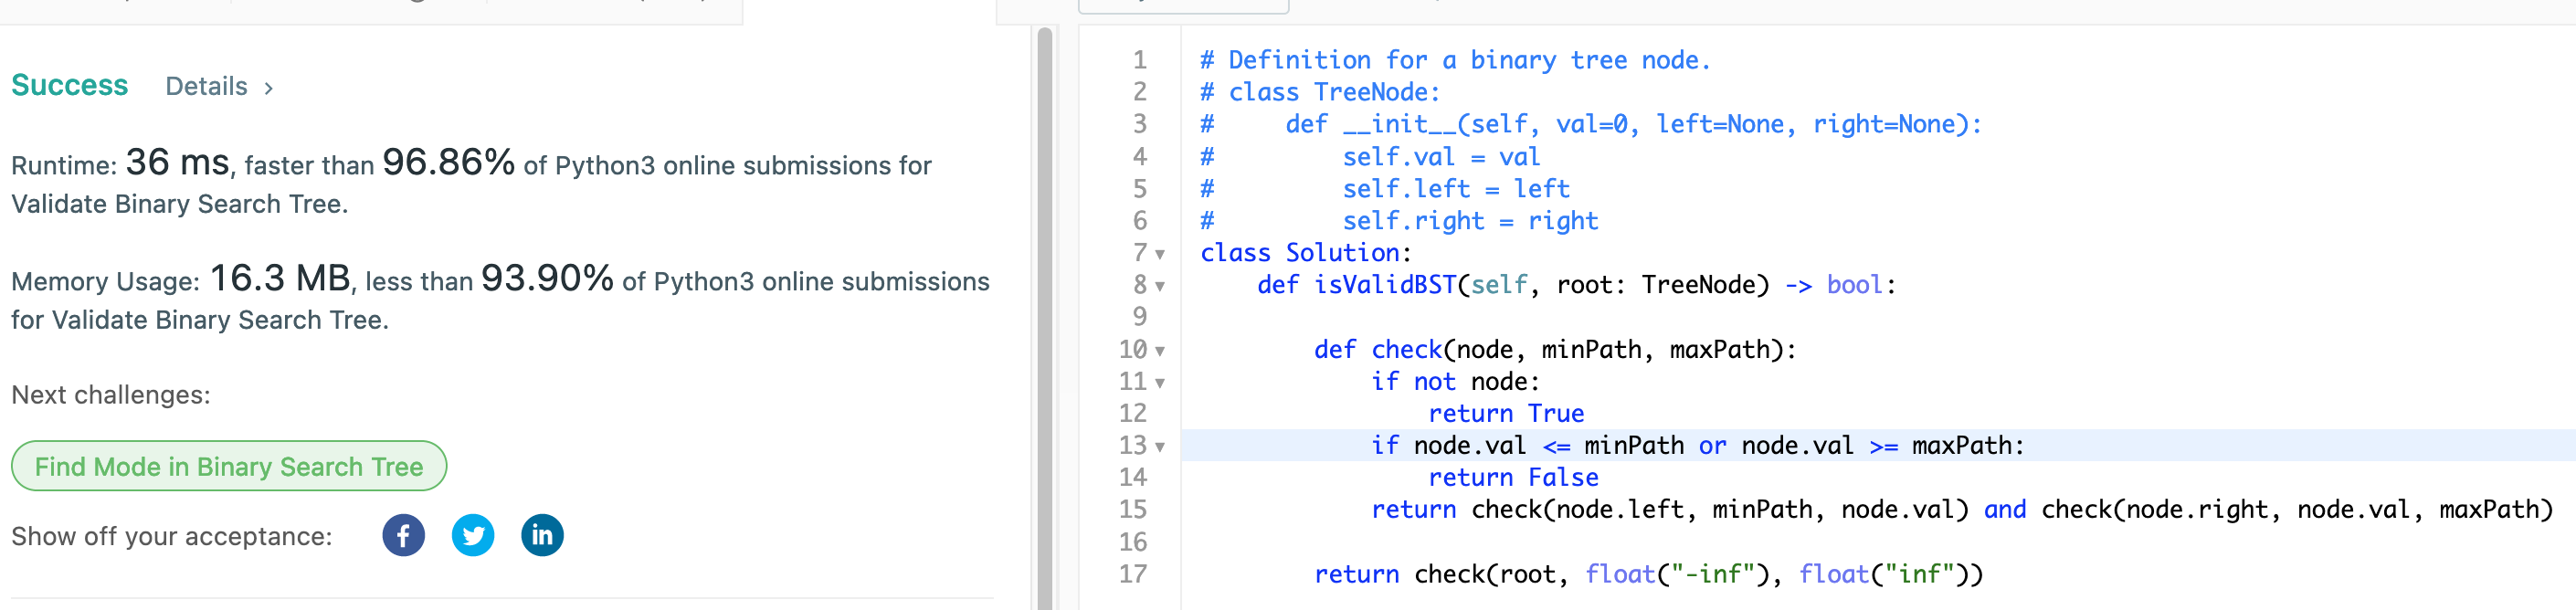 Success Details >
Runtime: 36 ms, faster than 96.86% of Python3 online submissions for
Validate Binary Search Tree.
Memory Usage: 16.3 MB, less than 93.90% of Python3 online submissions
for Validate Binary Search Tree.
Next challenges:
Find Mode in Binary Search Tree
Show off your acceptance: f in
1 # Definition for a binary tree node.
2 # class TreeNode:
3 #     def __init__(self, val=0, left=None, right=None):
4 #         self.val = val
5 #         self.left = left
6 #         self.right = right
7 class Solution:
8     def isValidBST(self, root: TreeNode) -> bool:
9
10         def check(node, minPath, maxPath):
11             if not node:
12                 return True
13             if node.val <= minPath or node.val >= maxPath:
14                 return False
15             return check(node.left, minPath, node.val) and check(node.right, node.val, maxPath)
16
17         return check(root, float("-inf"), float("inf"))